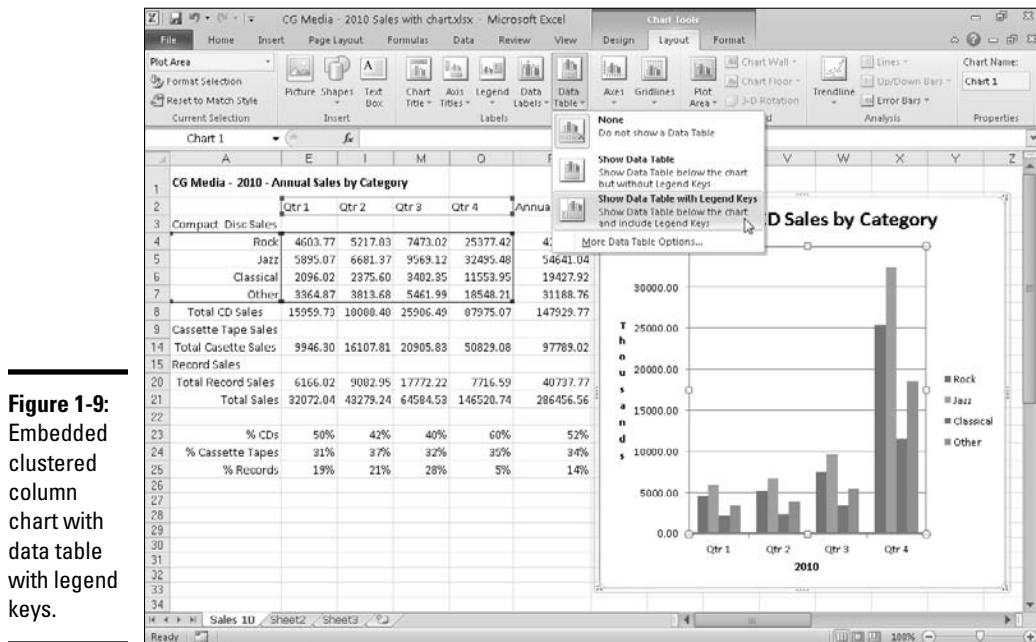 CG Media - 2010 Sales with chart.xlsx - Microsoft Excel
Chart Tools
File Home Insert Page Layout Formulas Data Review View Design Layout Format
Plot Area
Format Selection
Reset to Match Style
Current Selection
Picture Shapes Text Box
Insert
Chart Title Axis Titles Legend Data Labels Data Table
Labels
Axes Gridlines Plot Area
Chart Wall
Chart Floor
3-D Rotation
Trendline
Lines
Up/Down Bars
Error Bars
Analysis
Chart Name:
Chart 1
Properties
None
Do not show a Data Table
Show Data Table
Show Data Table below the chart
but without Legend Keys
Show Data Table with Legend Keys
Show Data Table below the chart
and include Legend Keys
More Data Table Options...
Chart 1 fx
A E I M Q V W X Y Z
1 CG Media - 2010 - Annual Sales by Category
2 Qtr 1 Qtr 2 Qtr 3 Qtr 4 Annua
3 Compact Disc Sales
4 Rock 4603.77 5217.83 7473.02 25377.42
5 Jazz 5895.07 6681.37 9569.12 32495.48 54641.04
6 Classical 2096.02 2375.60 3402.35 11553.95 19427.92
7 Other 3364.87 3813.68 5461.99 18548.21 31188.76
8 Total CD Sales 15959.73 18088.48 25906.49 87975.07 147929.77
9 Cassette Tape Sales
14 Total Casette Sales 9946.30 16107.81 20905.83 50829.08 97789.02
15 Record Sales
20 Total Record Sales 6166.02 9082.95 17772.22 7716.59 40737.77
21 Total Sales 32072.04 43279.24 64584.53 146520.74 286456.56
22
23 % CDs 50% 42% 40% 60% 52%
24 % Cassette Tapes 31% 37% 32% 35% 34%
25 % Records 19% 21% 28% 5% 14%
26
27
28
29
30
31
32
33
34
D Sales by Category
30000.00
25000.00
20000.00
15000.00
10000.00
5000.00
0.00
Thousands
Qtr 1 Qtr 2 Qtr 3 Qtr 4
2010
Rock
Jazz
Classical
Other
Sales 10 Sheet2 Sheet3
Ready 100%
Figure 1-9:
Embedded
clustered
column
chart with
data table
with legend
keys.